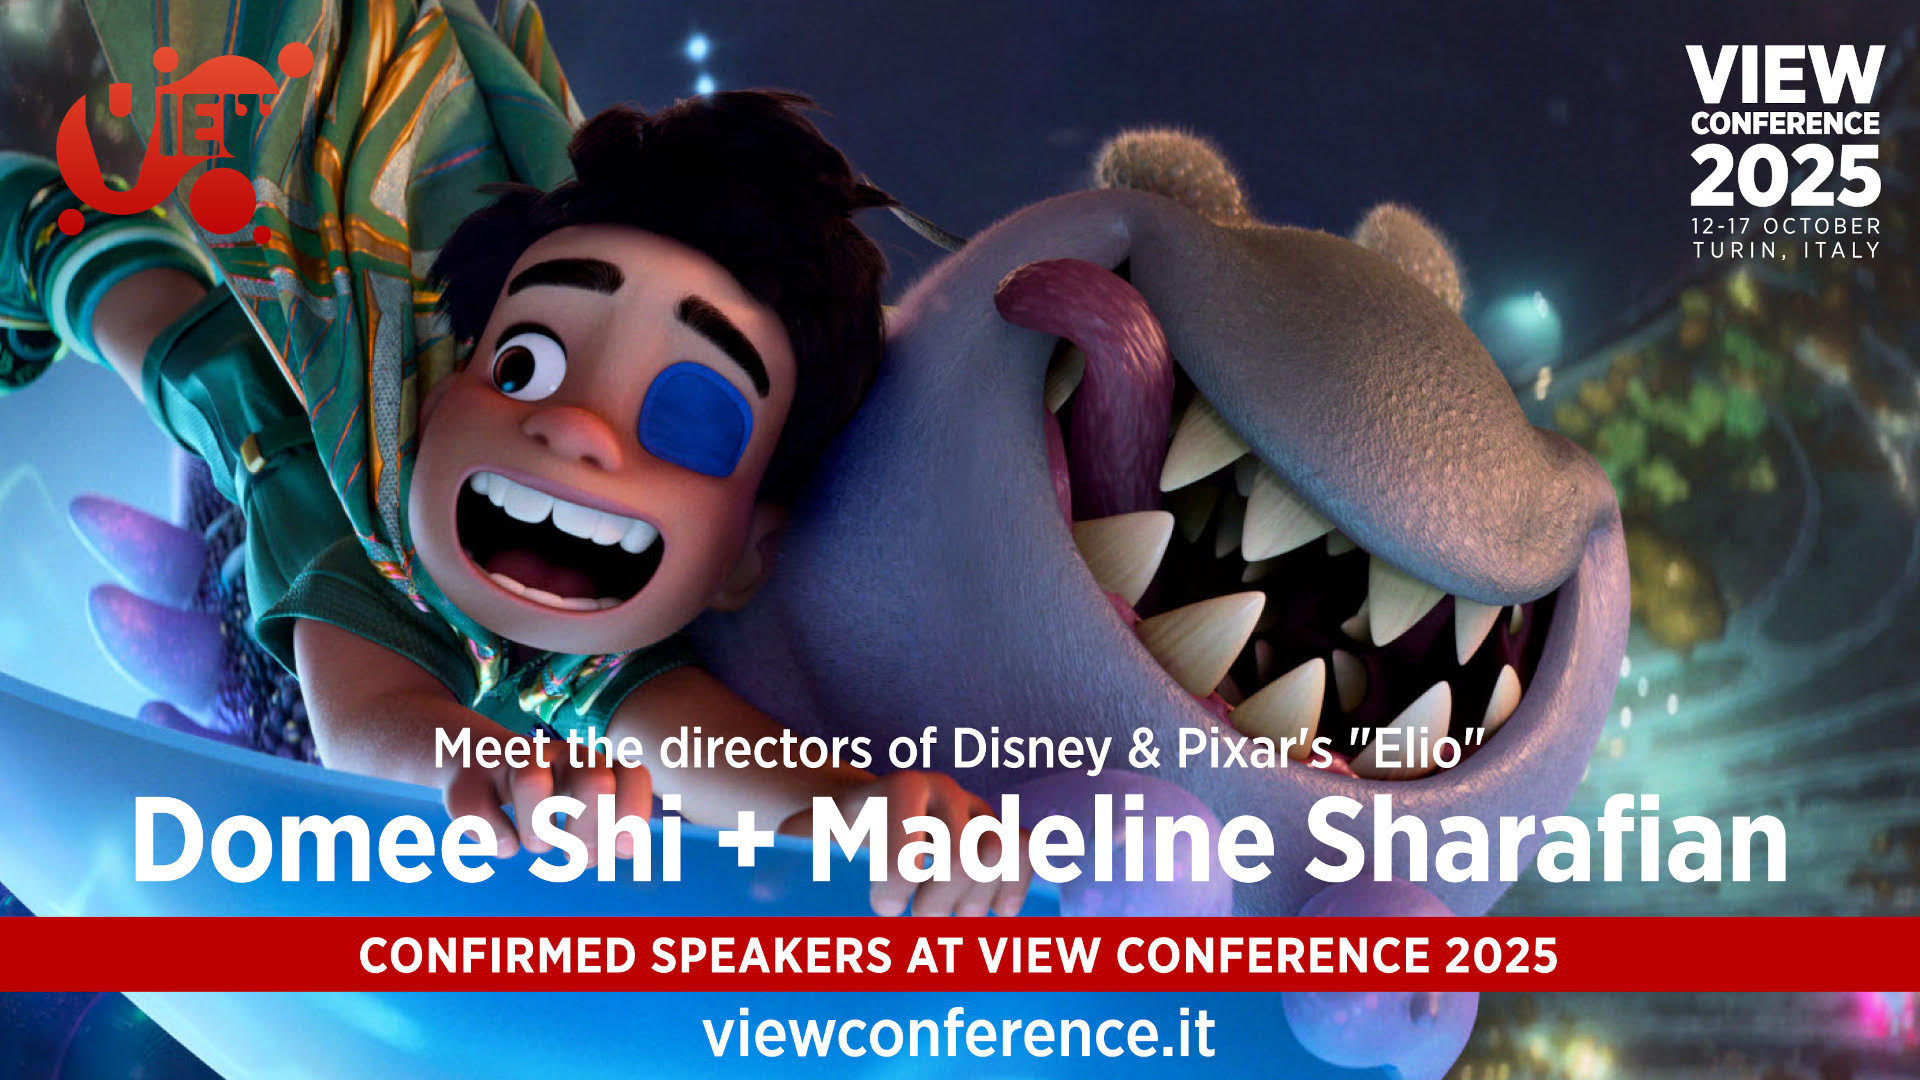 VIEW
VIEW
CONFERENCE
2025
12-17 OCTOBER
TURIN, ITALY
Meet the directors of Disney & Pixar's "Elio"
Domee Shi + Madeline Sharafian
CONFIRMED SPEAKERS AT VIEW CONFERENCE 2025
viewconference.it